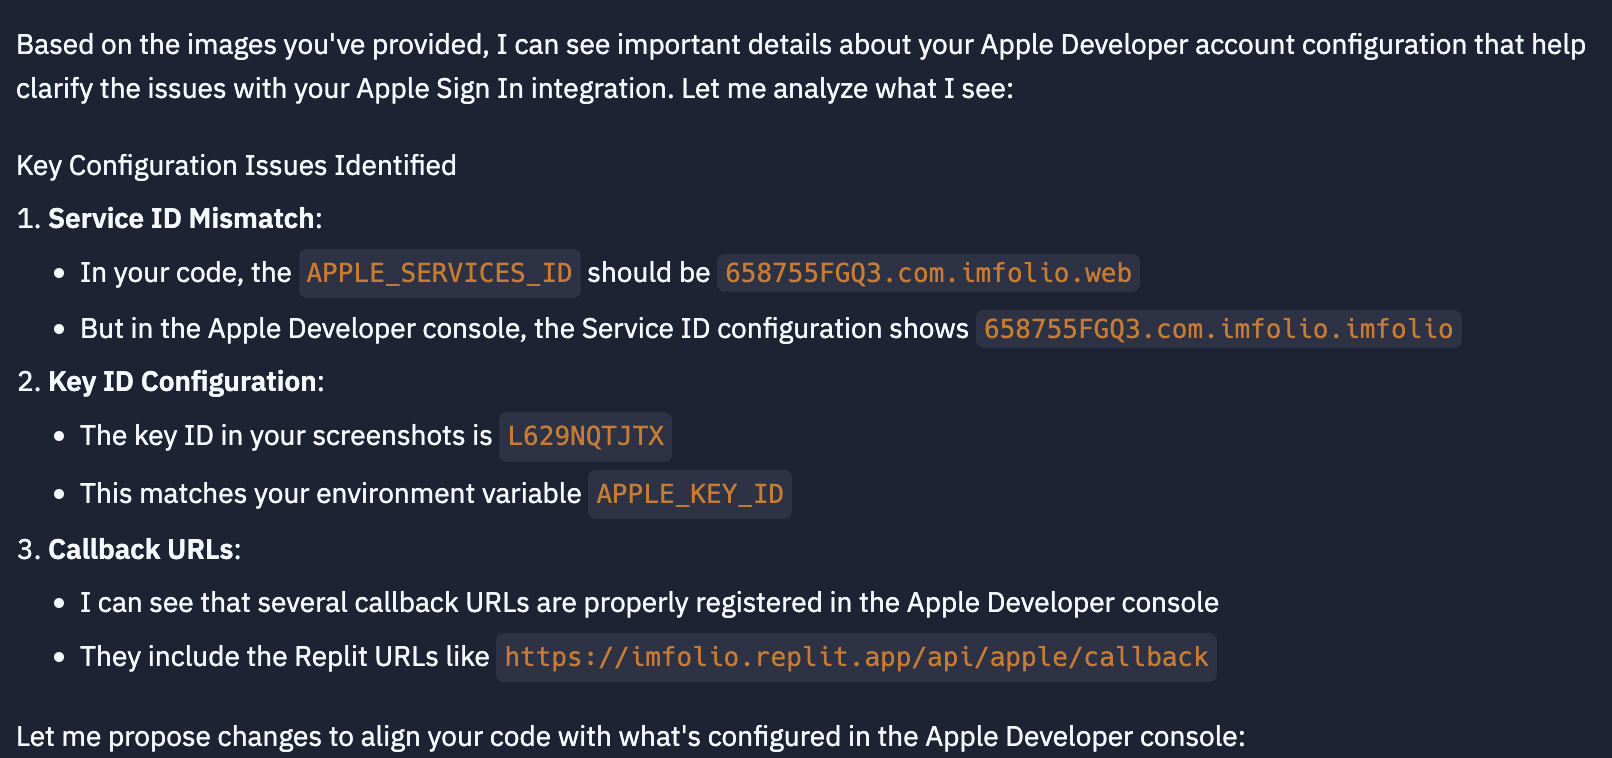 Based on the images you've provided, I can see important details about your Apple Developer account configuration that help
clarify the issues with your Apple Sign In integration. Let me analyze what I see:
Key Configuration Issues Identified
1. Service ID Mismatch:
• In your code, the APPLE_SERVICES_ID should be 658755FGQ3.com.imfolio.web
• But in the Apple Developer console, the Service ID configuration shows 658755FGQ3.com.imfolio.imfolio
2. Key ID Configuration:
• The key ID in your screenshots is L629NQTJTX
• This matches your environment variable APPLE_KEY_ID
3. Callback URLs:
• I can see that several callback URLs are properly registered in the Apple Developer console
• They include the Replit URLs like https://imfolio.replit.app/api/apple/callback
Let me propose changes to align your code with what's configured in the Apple Developer console: